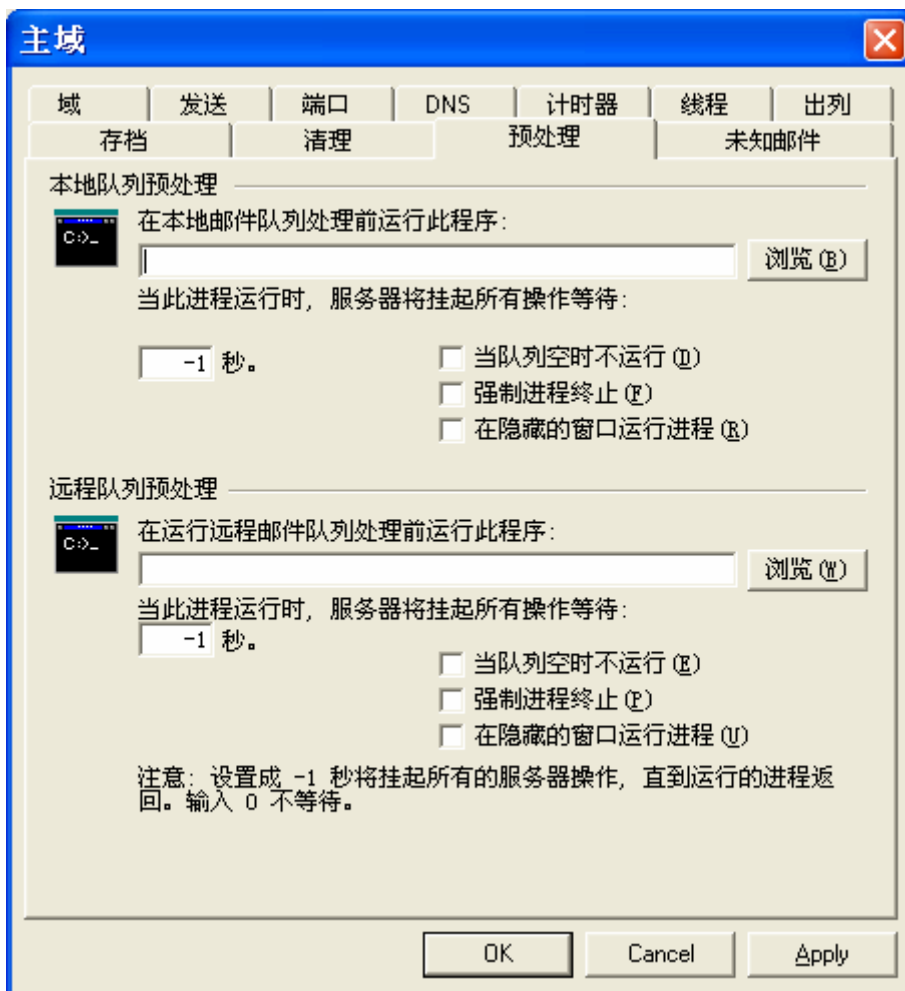 主域
域 发送 端口 DNS 计时器 线程 出列
存档 清理 预处理 未知邮件
本地队列预处理
C:>_
在本地邮件队列处理前运行此程序:
浏览(B)
当此进程运行时, 服务器将挂起所有操作等待:
-1 秒。
当队列空时不运行(D)
强制进程终止(F)
在隐藏的窗口运行进程(R)
远程队列预处理
C:>_
在运行远程邮件队列处理前运行此程序:
浏览(W)
当此进程运行时, 服务器将挂起所有操作等待:
-1 秒。
当队列空时不运行(E)
强制进程终止(P)
在隐藏的窗口运行进程(U)
注意: 设置成 -1 秒将挂起所有的服务器操作, 直到运行的进程返
回。输入 0 不等待。
OK Cancel Apply